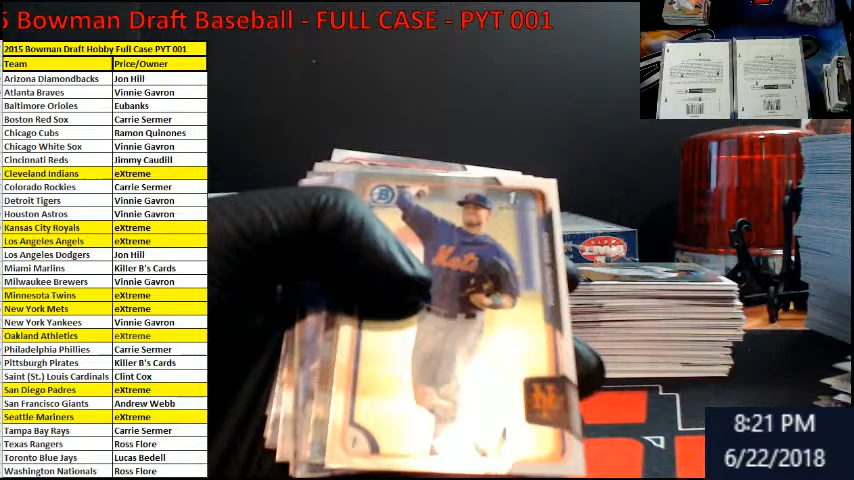 5 Bowman Draft Baseball - FULL CASE - PYT 001
2015 Bowman Draft Hobby Full Case PYT 001
Team Price/Owner
Arizona Diamondbacks Jon Hill
Atlanta Braves Vinnie Gavron
Baltimore Orioles Eubanks
Boston Red Sox Carrie Sermer
Chicago Cubs Ramon Quinones
Chicago White Sox Vinnie Gavron
Cincinnati Reds Jimmy Caudill
Cleveland Indians eXtreme
Colorado Rockies Carrie Sermer
Detroit Tigers Vinnie Gavron
Houston Astros Vinnie Gavron
Kansas City Royals eXtreme
Los Angeles Angels eXtreme
Los Angeles Dodgers Jon Hill
Miami Marlins Killer B's Cards
Milwaukee Brewers Vinnie Gavron
Minnesota Twins eXtreme
New York Mets eXtreme
New York Yankees Vinnie Gavron
Oakland Athletics eXtreme
Philadelphia Phillies Carrie Sermer
Pittsburgh Pirates Killer B's Cards
Saint (St.) Louis Cardinals Clint Cox
San Diego Padres eXtreme
San Francisco Giants Andrew Webb
Seattle Mariners eXtreme
Tampa Bay Rays Carrie Sermer
Texas Rangers Ross Flore
Toronto Blue Jays Lucas Bedell
Washington Nationals Ross Flore
B
1st
Mets
8:21 PM
6/22/2018